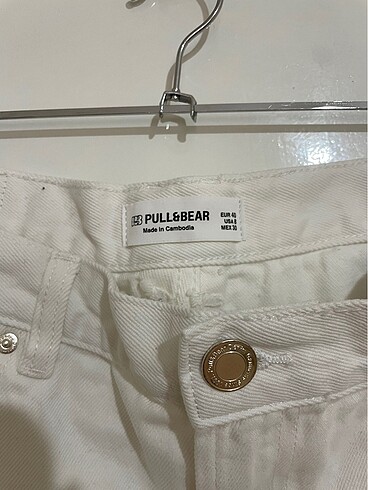 PULL&BEAR
Made in Cambodia
EUR 40
USA 8
MEX 30